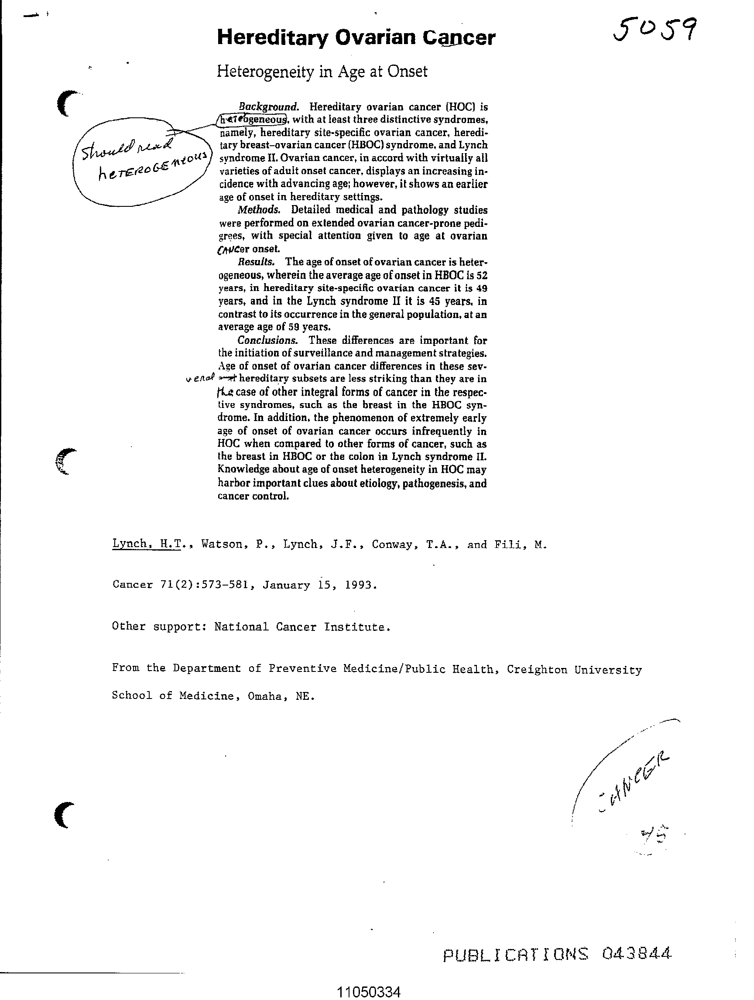 5059
Hereditary Ovarian Cancer
Heterogeneity in Age at Onset
Background. Hereditary ovarian cancer (HOC) is
heterogeneous, with at least three distinctive syndromes,
namely, hereditary site-specific ovarian cancer, heredi-
tary breast–ovarian cancer (HBOC) syndrome, and Lynch
syndrome II. Ovarian cancer, in accord with virtually all
varieties of adult onset cancer, displays an increasing in-
cidence with advancing age; however, it shows an earlier
age of onset in hereditary settings.
should read
heTEROGENEOUS
Methods. Detailed medical and pathology studies
were performed on extended ovarian cancer-prone pedi-
grees, with special attention given to age at ovarian
cancer onset.
Results. The age of onset of ovarian cancer is heter-
ogeneous, wherein the average age of onset in HBOC is 52
years, in hereditary site-specific ovarian cancer it is 49
years, and in the Lynch syndrome II it is 45 years, in
contrast to its occurrence in the general population, at an
average age of 59 years.
Conclusions. These differences are important for
the initiation of surveillance and management strategies.
Age of onset of ovarian cancer differences in these sev-
veral hereditary subsets are less striking than they are in
the case of other integral forms of cancer in the respec-
tive syndromes, such as the breast in the HBOC syn-
drome. In addition, the phenomenon of extremely early
age of onset of ovarian cancer occurs infrequently in
HOC when compared to other forms of cancer, such as
the breast in HBOC or the colon in Lynch syndrome II.
Knowledge about age of onset heterogeneity in HOC may
harbor important clues about etiology, pathogenesis, and
cancer control.
Lynch, H.T., Watson, P., Lynch, J.F., Conway, T.A., and Fili, M.
Cancer 71(2):573-581, January 15, 1993.
Other support: National Cancer Institute.
From the Department of Preventive Medicine/Public Health, Creighton University
School of Medicine, Omaha, NE.
CANCER
PUBLICATIONS 043844
11050334